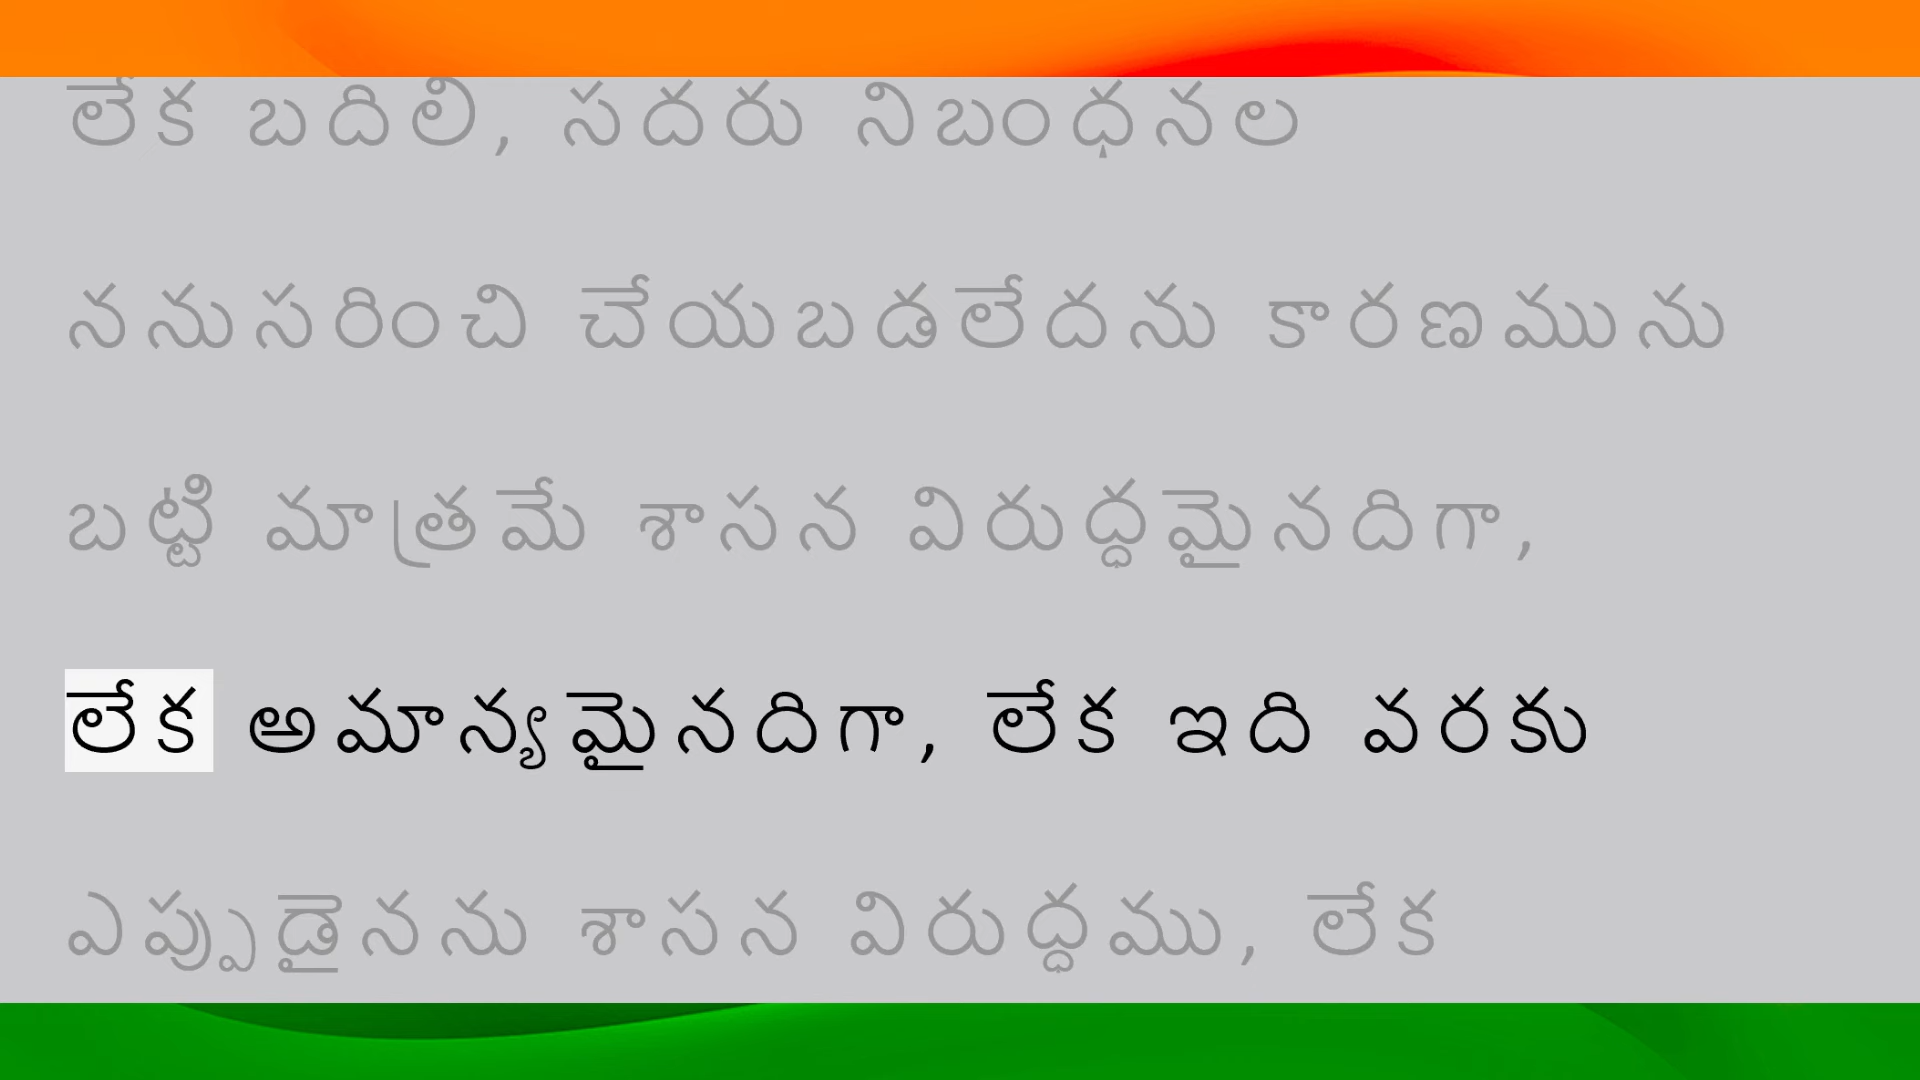 లేక బదిలి, సదరు నిబంధనల
ననుసరించి చేయబడలేదను కారణమును
బట్టి మాత్రమే శాసన విరుద్ధమైనదిగా,
లేక అమాన్యమైనదిగా, లేక ఇది వరకు
ఎప్పుడైనను శాసన విరుద్ధము, లేక